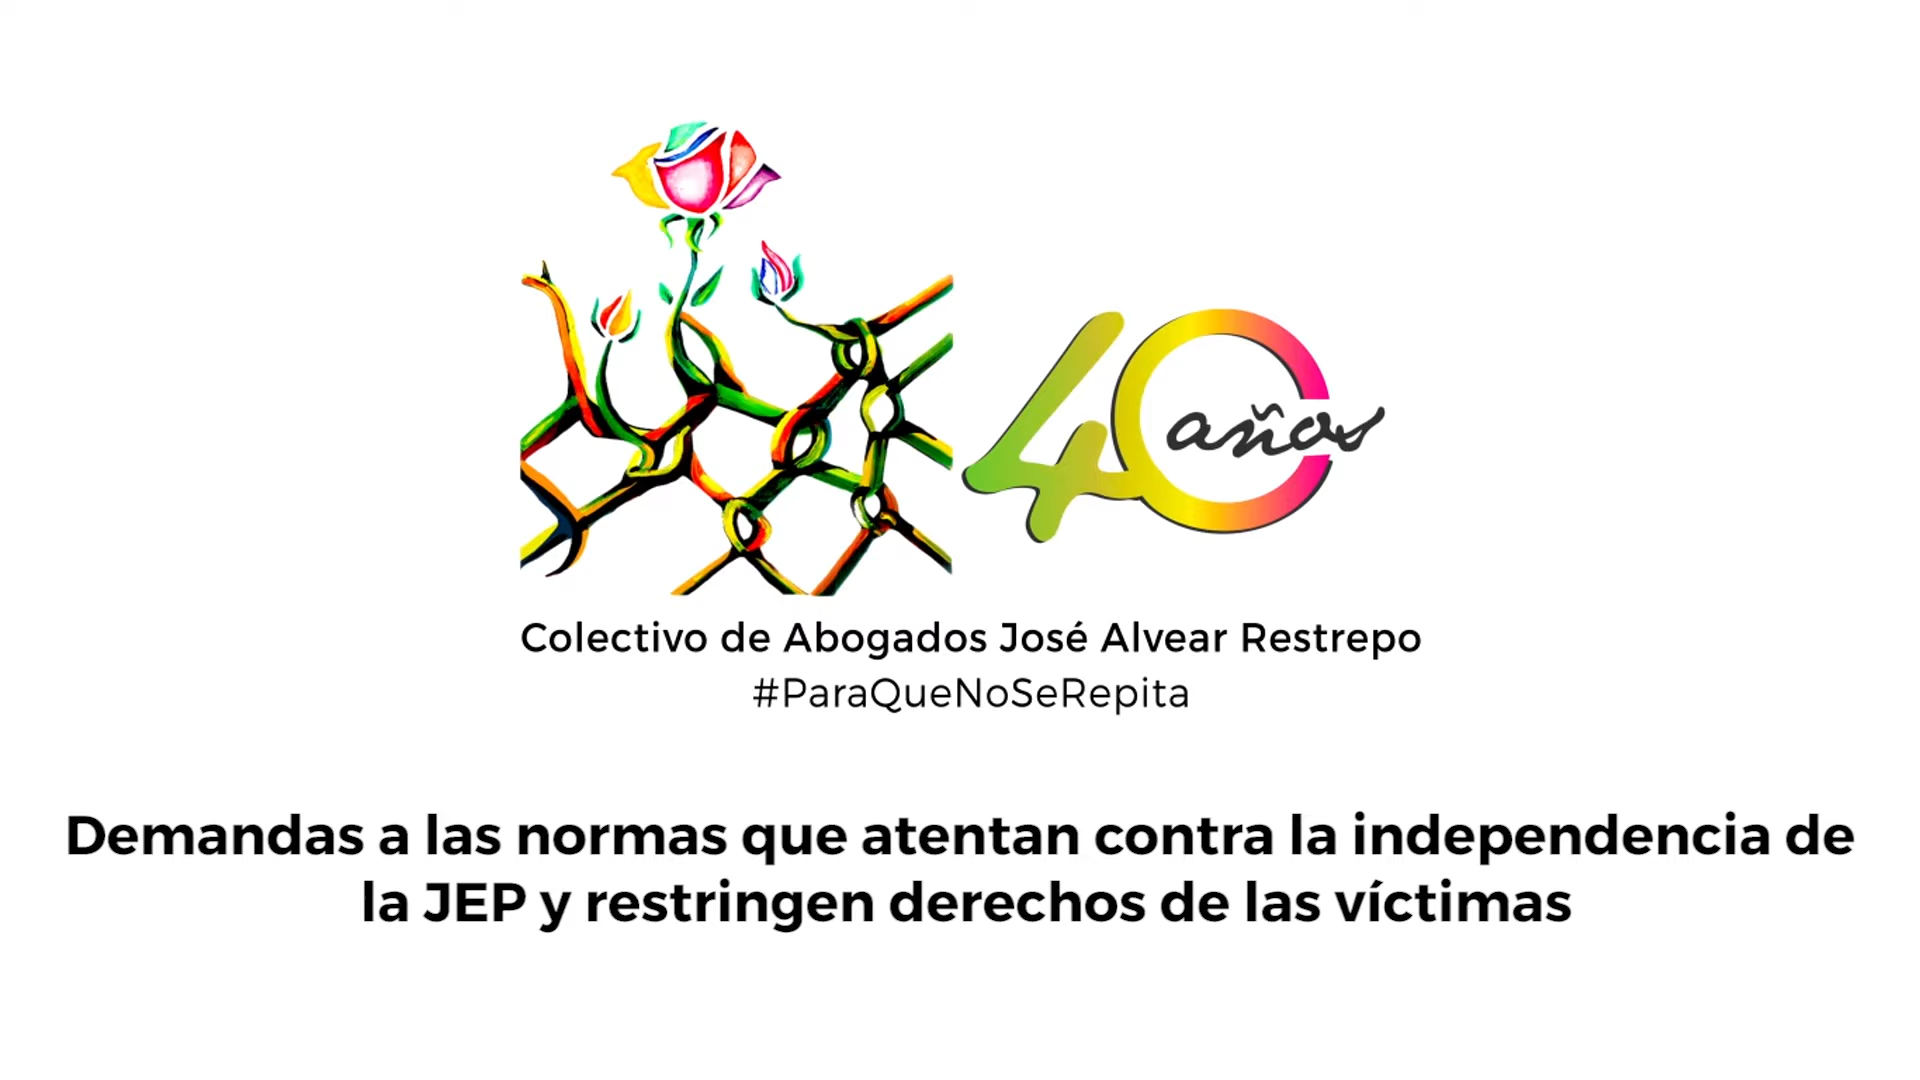 40 años
Colectivo de Abogados José Alvear Restrepo
#ParaQueNoSeRepita
Demandas a las normas que atentan contra la independencia de
la JEP y restringen derechos de las víctimas